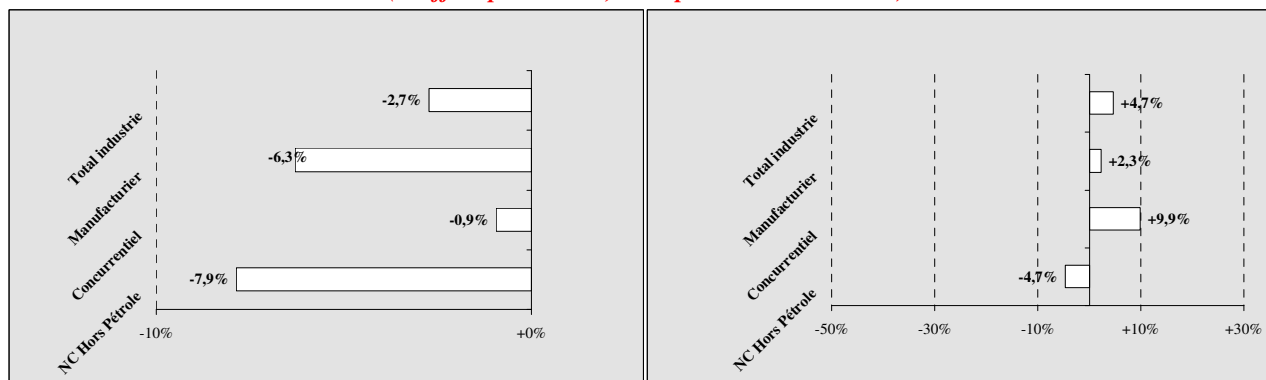 -2,7%
Total industrie
-6,3%
Manufacturier
-0,9%
Concurrentiel
-7,9%
NC Hors Pétrole
-10%
+0%
+4,7%
Total industrie
+2,3%
Manufacturier
+9,9%
Concurrentiel
-4,7%
NC Hors Pétrole
-50%
-30%
-10%
+10%
+30%